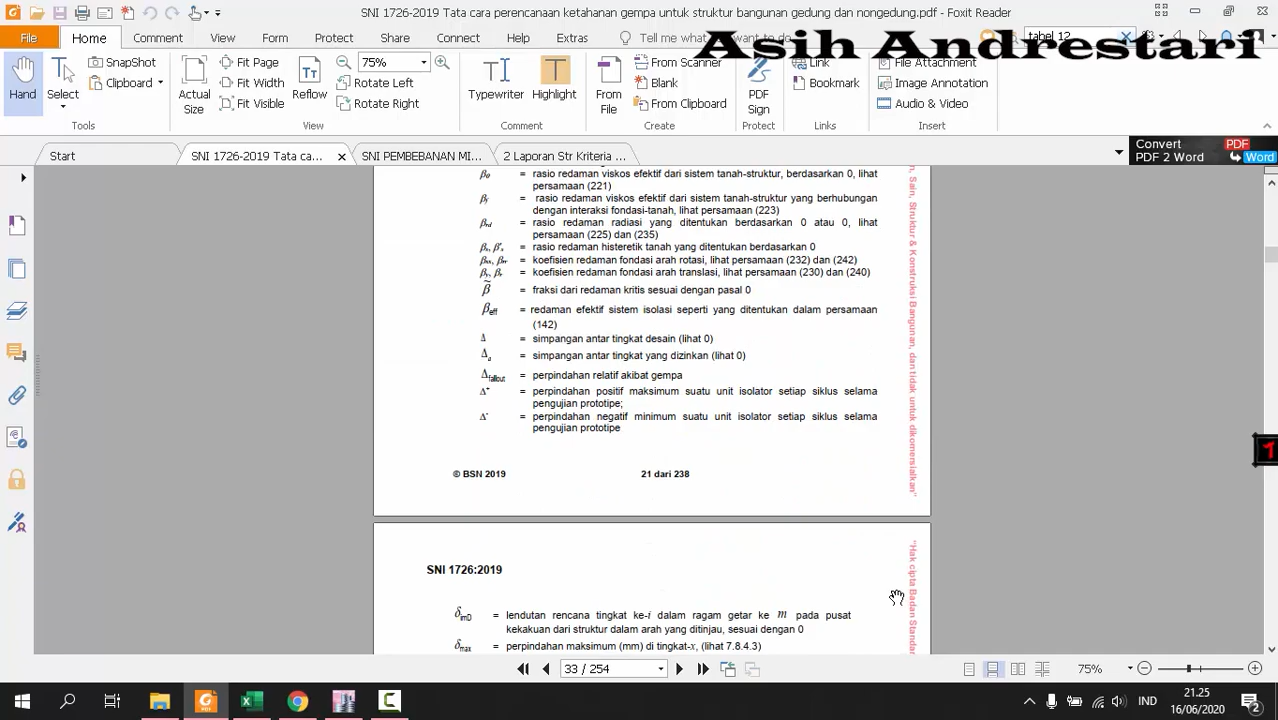 SNI 1726-2019 Tata cara perencanaan ketahanan gempa untuk struktur bangunan gedung dan nongedung.pdf - Foxit Reader
Asih Andrestari
File Home Comment View Form Protect Share Connect Help Extras Tell me what you want to do tabel 12
SnapShot Fit Page 75% From Scanner Link File Attachment
Clipboard Fit Width Rotate Left Blank Bookmark Image Annotation
Hand Select Actual Size Fit Visible Reflow Rotate Right Typewriter Highlight From File From Clipboard PDF Sign Audio & Video
Tools View Comment Create Protect Links Insert
Start SNI 1726-2019 Tata ca... SNI PEMBEBANAN MI... 2 Laporan Str Kriteria ... Convert PDF
PDF 2 Word Word
= rasio redaman viskos efektif dari sistem tanah-struktur, berdasarkan 0, lihat
persamaan (221)
= rasio redaman viskos efektif dari sistem tanah-struktur yang berhubungan
dengan interaksi fondasi-tanah, lihat persamaan (223)
= redaman radiasi fondasi gabung, ditentukan berdasarkan 0 atau 0, lihat
persamaan (225) dan (235)
= rasio redaman histeretik tanah yang ditentukan berdasarkan 0
= koefisien redaman fondasi arah rotasi, lihat persamaan (232) dan (242)
= koefisien redaman fondasi arah translasi, lihat persamaan (230) dan (240)
= fraksi dari redaman kritis sesuai dengan pasal 0
= redaman efektif sistem isolasi seperti yang ditentukan dalam persamaan
(142)
= simpangan antar tingkat desain (lihat 0)
= simpangan antar tingkat yang diizinkan (lihat 0)
= perpindahan relatif akibat gempa
= perpindahan positif maksimum suatu unit isolator setiap siklus selama
pengujian prototipe;
= perpindahan negatif minimum suatu unit isolator setiap siklus selama
pengujian prototipe
© BSN 2019 21 dari 238
SNI 1726:2019
= lendutan rencana tingkat ke-x dalam ragam getar ke m pada pusat
kekakuan dari struktur dalam arah yang ditinjau, sesuai dengan 0
= perpindahan maksimum (mm) di tingkat-x, (lihat 7.8.4.3)
1
33 / 254 75%
IND 21.25
16/06/2020 2